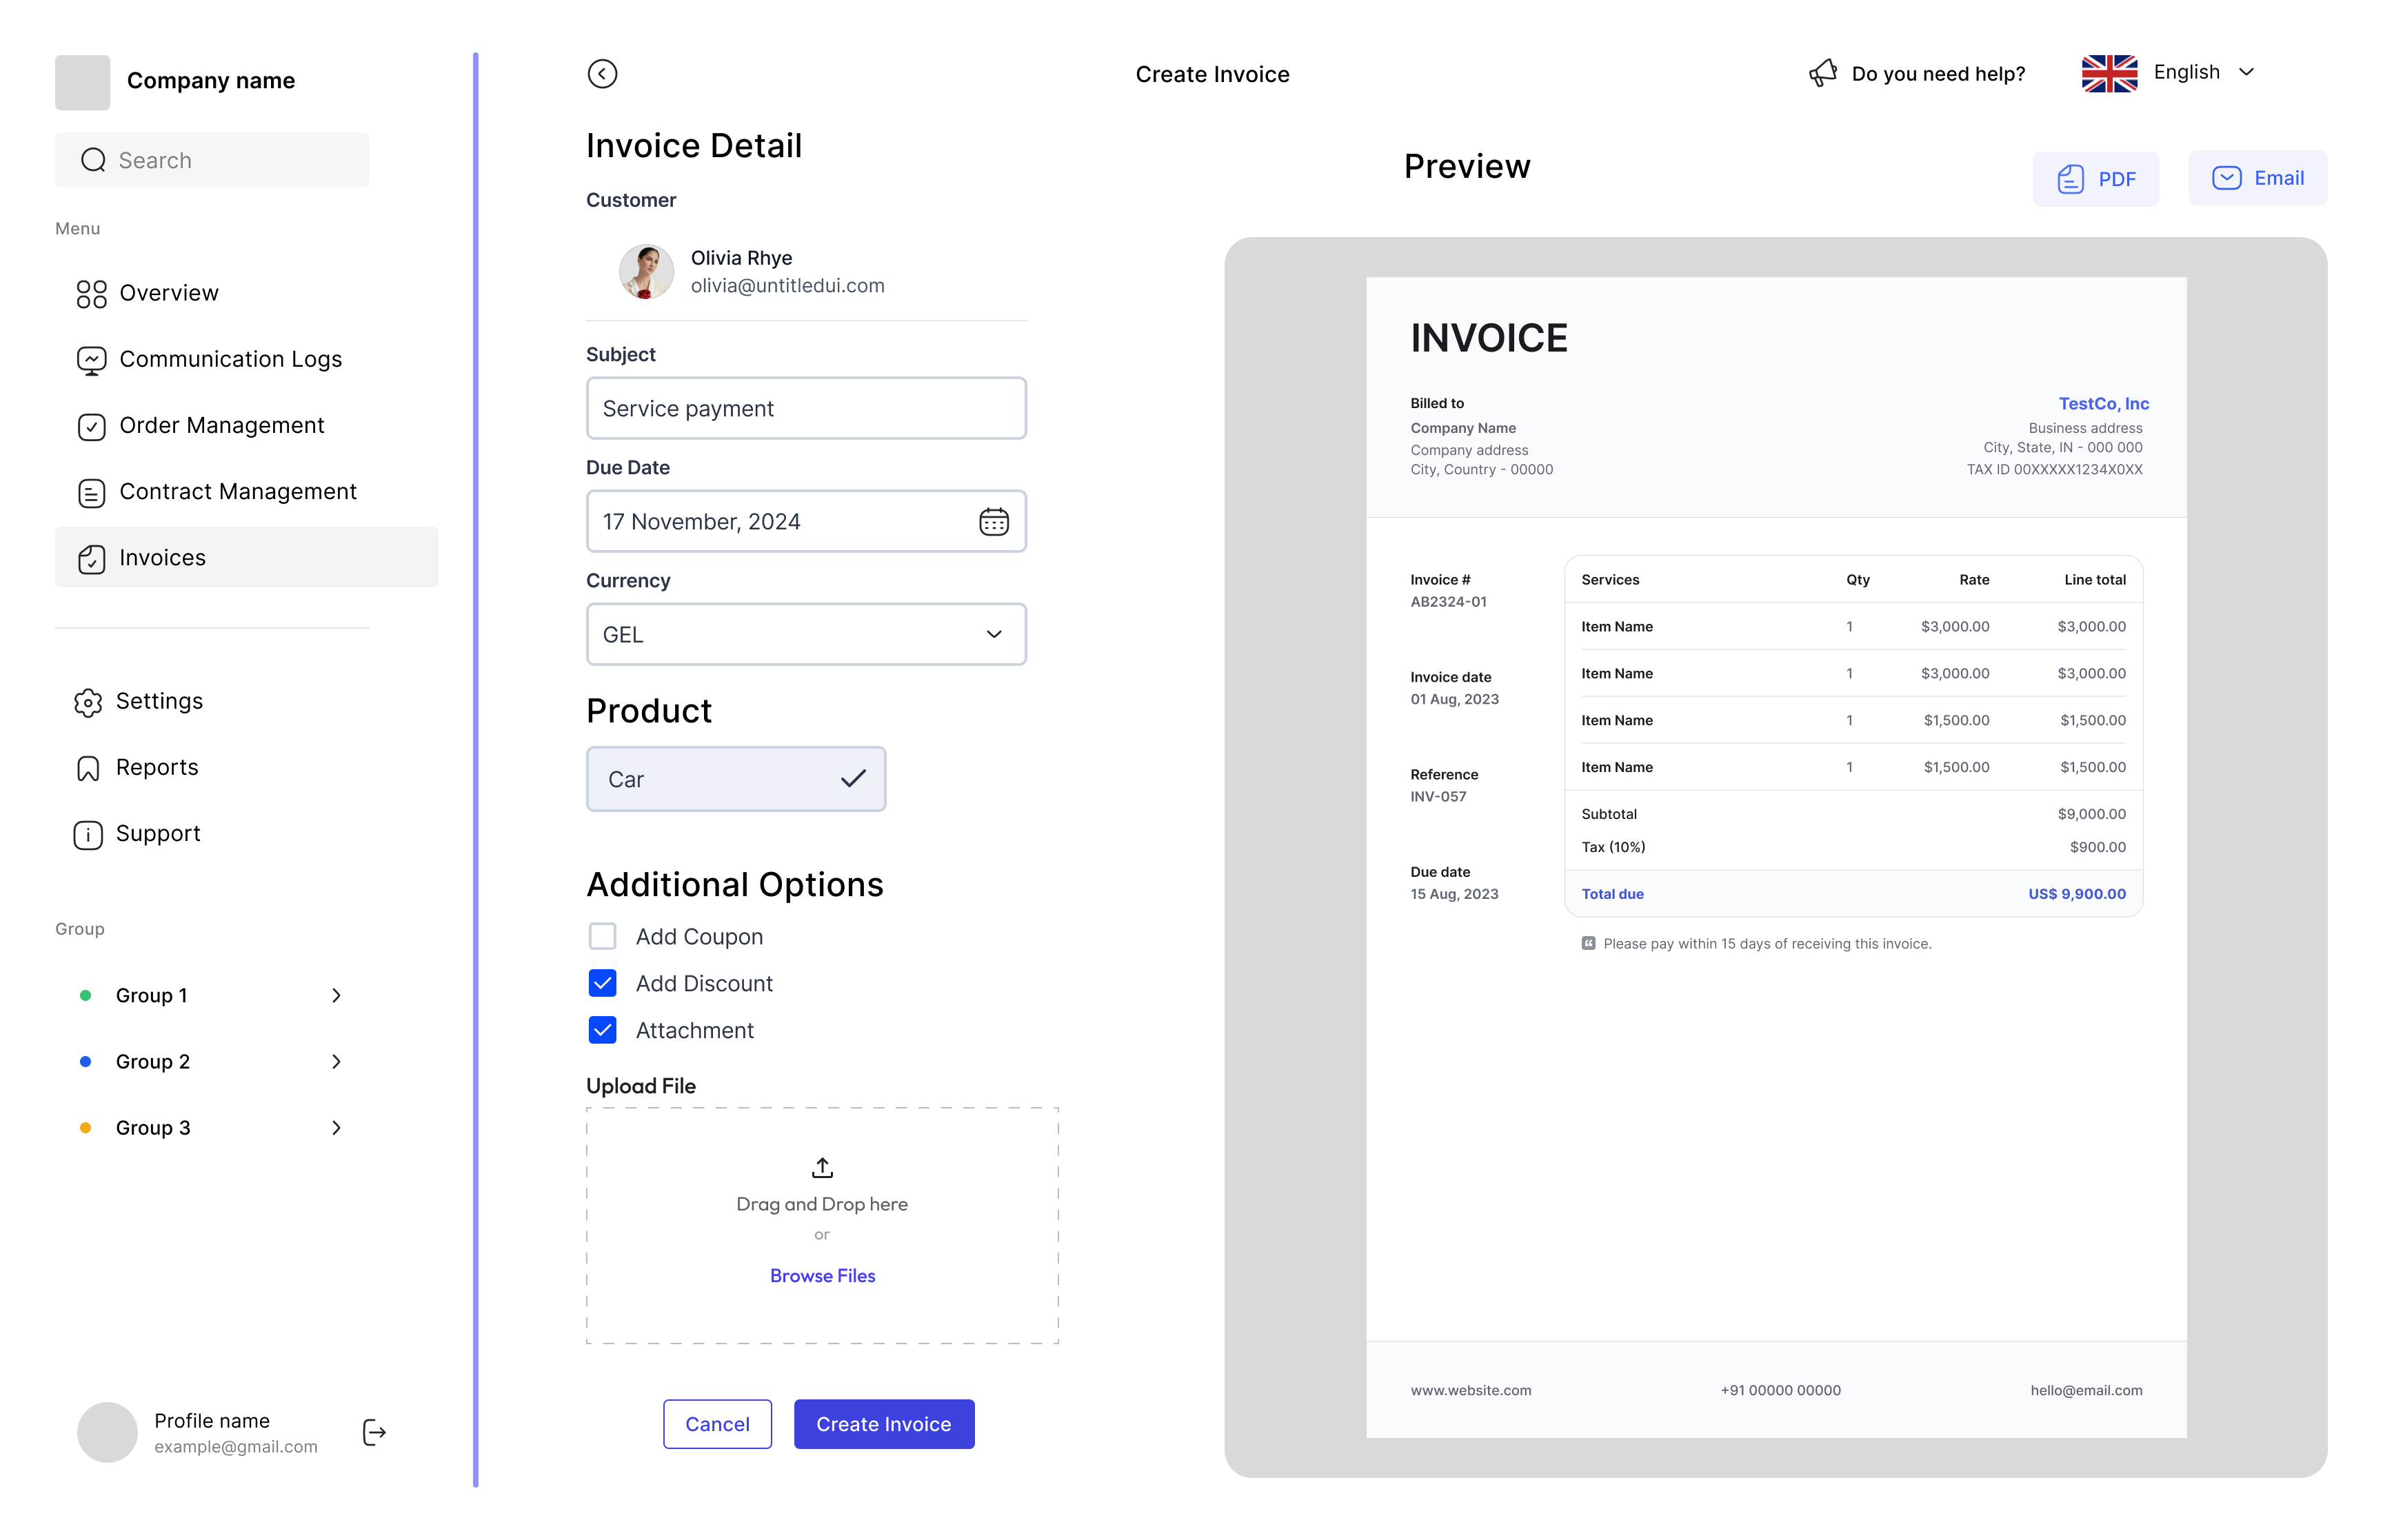 Company name
Search
Menu
Overview
Communication Logs
Order Management
Contract Management
Invoices
Settings
Reports
Support
Group
Group 1
Group 2
Group 3
Profile name
example@gmail.com
Create Invoice
Do you need help?
English
Invoice Detail
Customer
Olivia Rhye
olivia@untitledui.com
Subject
Service payment
Due Date
17 November, 2024
Currency
GEL
Product
Car
Additional Options
Add Coupon
Add Discount
Attachment
Upload File
Drag and Drop here
or
Browse Files
Cancel
Create Invoice
Preview
PDF
Email
INVOICE
Billed to
Company Name
Company address
City, Country - 00000
TestCo, Inc
Business address
City, State, IN - 000 000
TAX ID 00XXXXX1234X0XX
Invoice #
AB2324-01
Invoice date
01 Aug, 2023
Reference
INV-057
Due date
15 Aug, 2023
Services Qty Rate Line total
Item Name 1 $3,000.00 $3,000.00
Item Name 1 $3,000.00 $3,000.00
Item Name 1 $1,500.00 $1,500.00
Item Name 1 $1,500.00 $1,500.00
Subtotal $9,000.00
Tax (10%) $900.00
Total due US$ 9,900.00
Please pay within 15 days of receiving this invoice.
www.website.com +91 00000 00000 hello@email.com